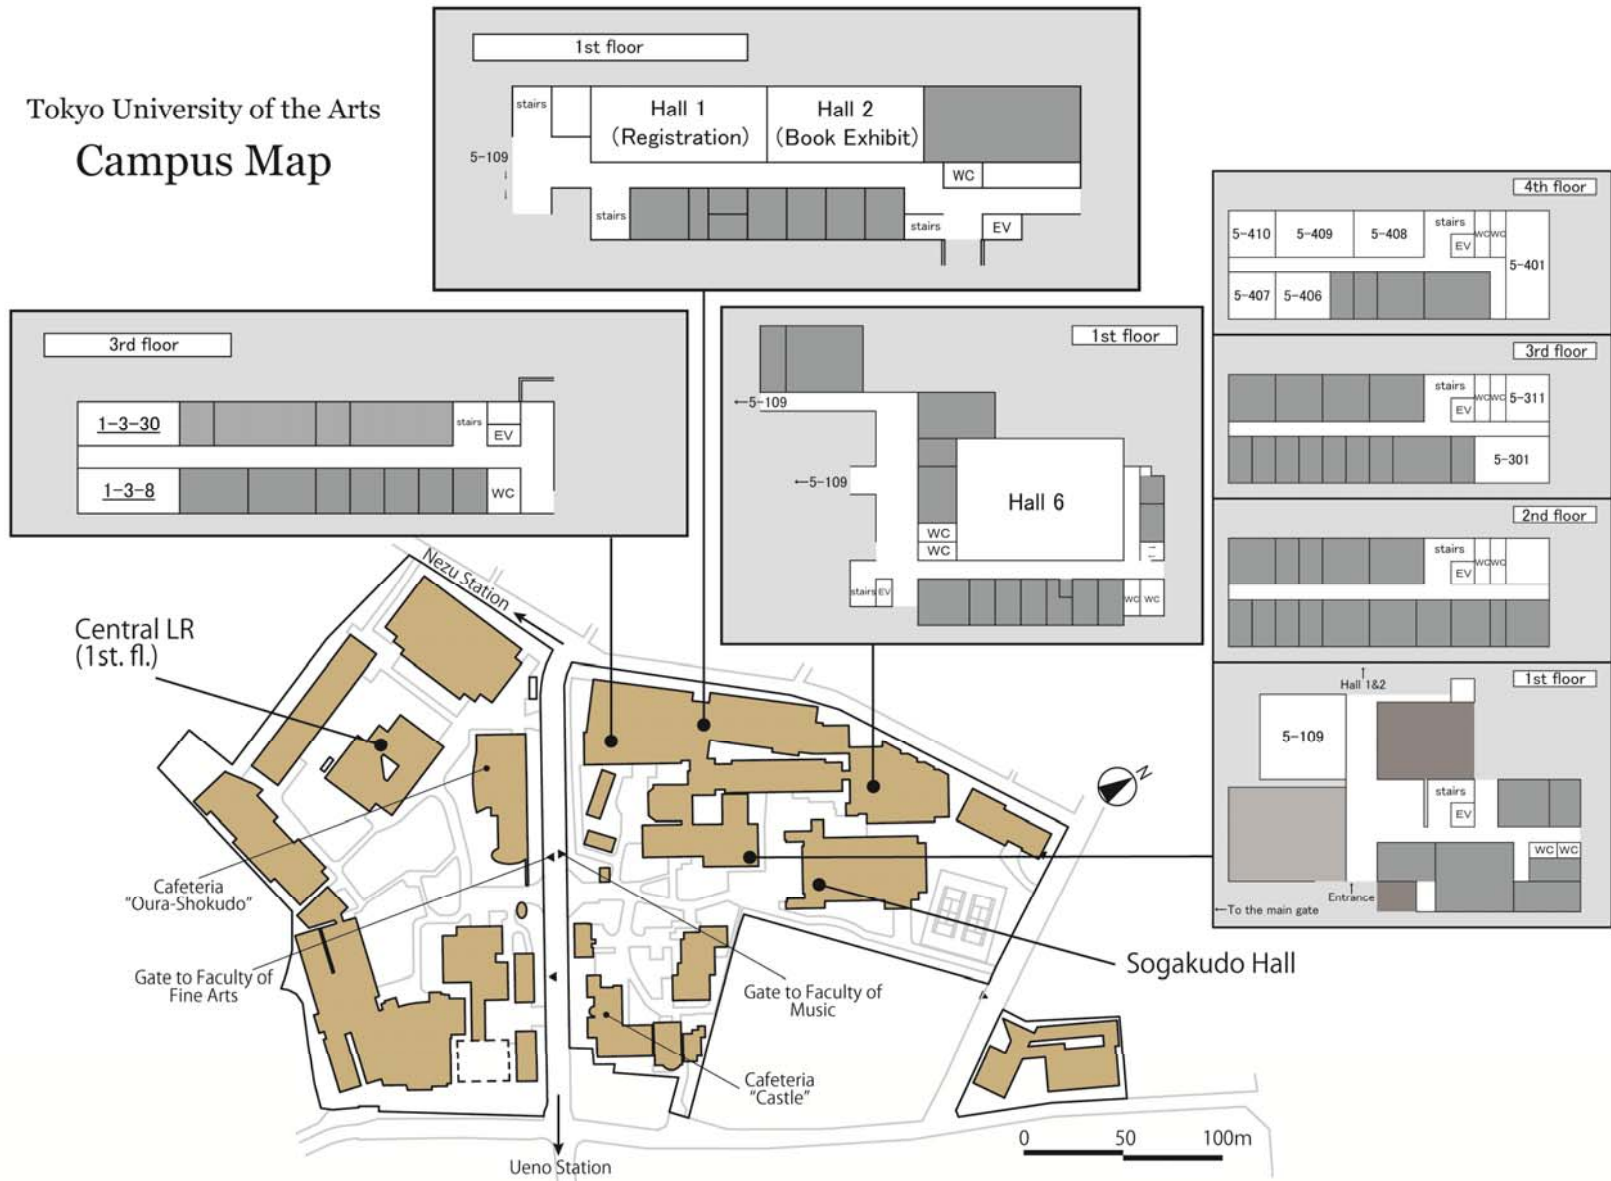 Tokyo University of the Arts
Campus Map
1st floor
stairs
Hall 1
(Registration)
Hall 2
(Book Exhibit)
5-109
↓
↓
WC
stairs
stairs
EV
3rd floor
1-3-30
stairs
EV
1-3-8
WC
1st floor
←5-109
←5-109
Hall 6
WC
WC
→
←
stairs
EV
WC
WC
4th floor
5-410
5-409
5-408
stairs
EV
WC
WC
5-401
5-407
5-406
3rd floor
stairs
EV
WC
WC
5-311
5-301
2nd floor
stairs
EV
WC
WC
1st floor
↑
Hall 1&2
5-109
stairs
EV
WC
WC
↑
Entrance
←To the main gate
Nezu Station
Central LR
(1st. fl.)
N
Cafeteria
"Oura-Shokudo"
Gate to Faculty of
Fine Arts
Gate to Faculty of
Music
Sogakudo Hall
Cafeteria
"Castle"
Ueno Station
0
50
100m